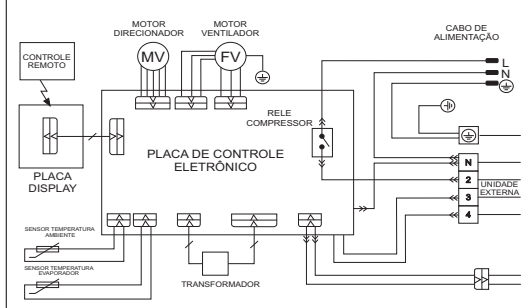 MOTOR
DIRECIONADOR
MOTOR
VENTILADOR
CABO DE
ALIMENTAÇÃO
CONTROLE
REMOTO
MV
FV
L
N
RELE
COMPRESSOR
PLACA DE CONTROLE
ELETRÔNICO
PLACA
DISPLAY
N
2
3
4
UNIDADE
EXTERNA
SENSOR TEMPERATURA
AMBIENTE
SENSOR TEMPERATURA
EVAPORADOR
TRANSFORMADOR